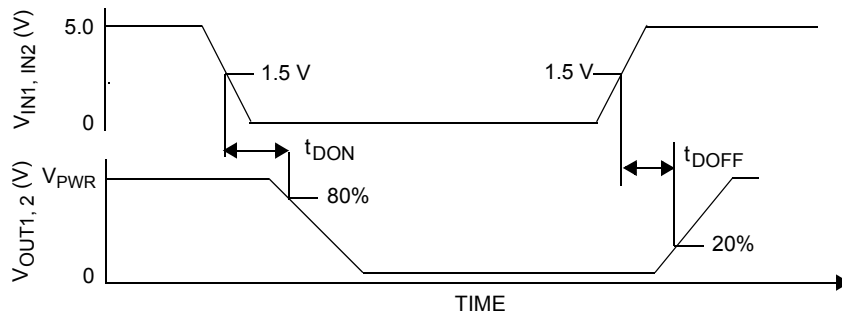 V_IN1, IN2 (V)
5.0
1.5 V
1.5 V
0
t_DON
t_DOFF
V_OUT1, 2 (V)
V_PWR
80%
20%
0
TIME